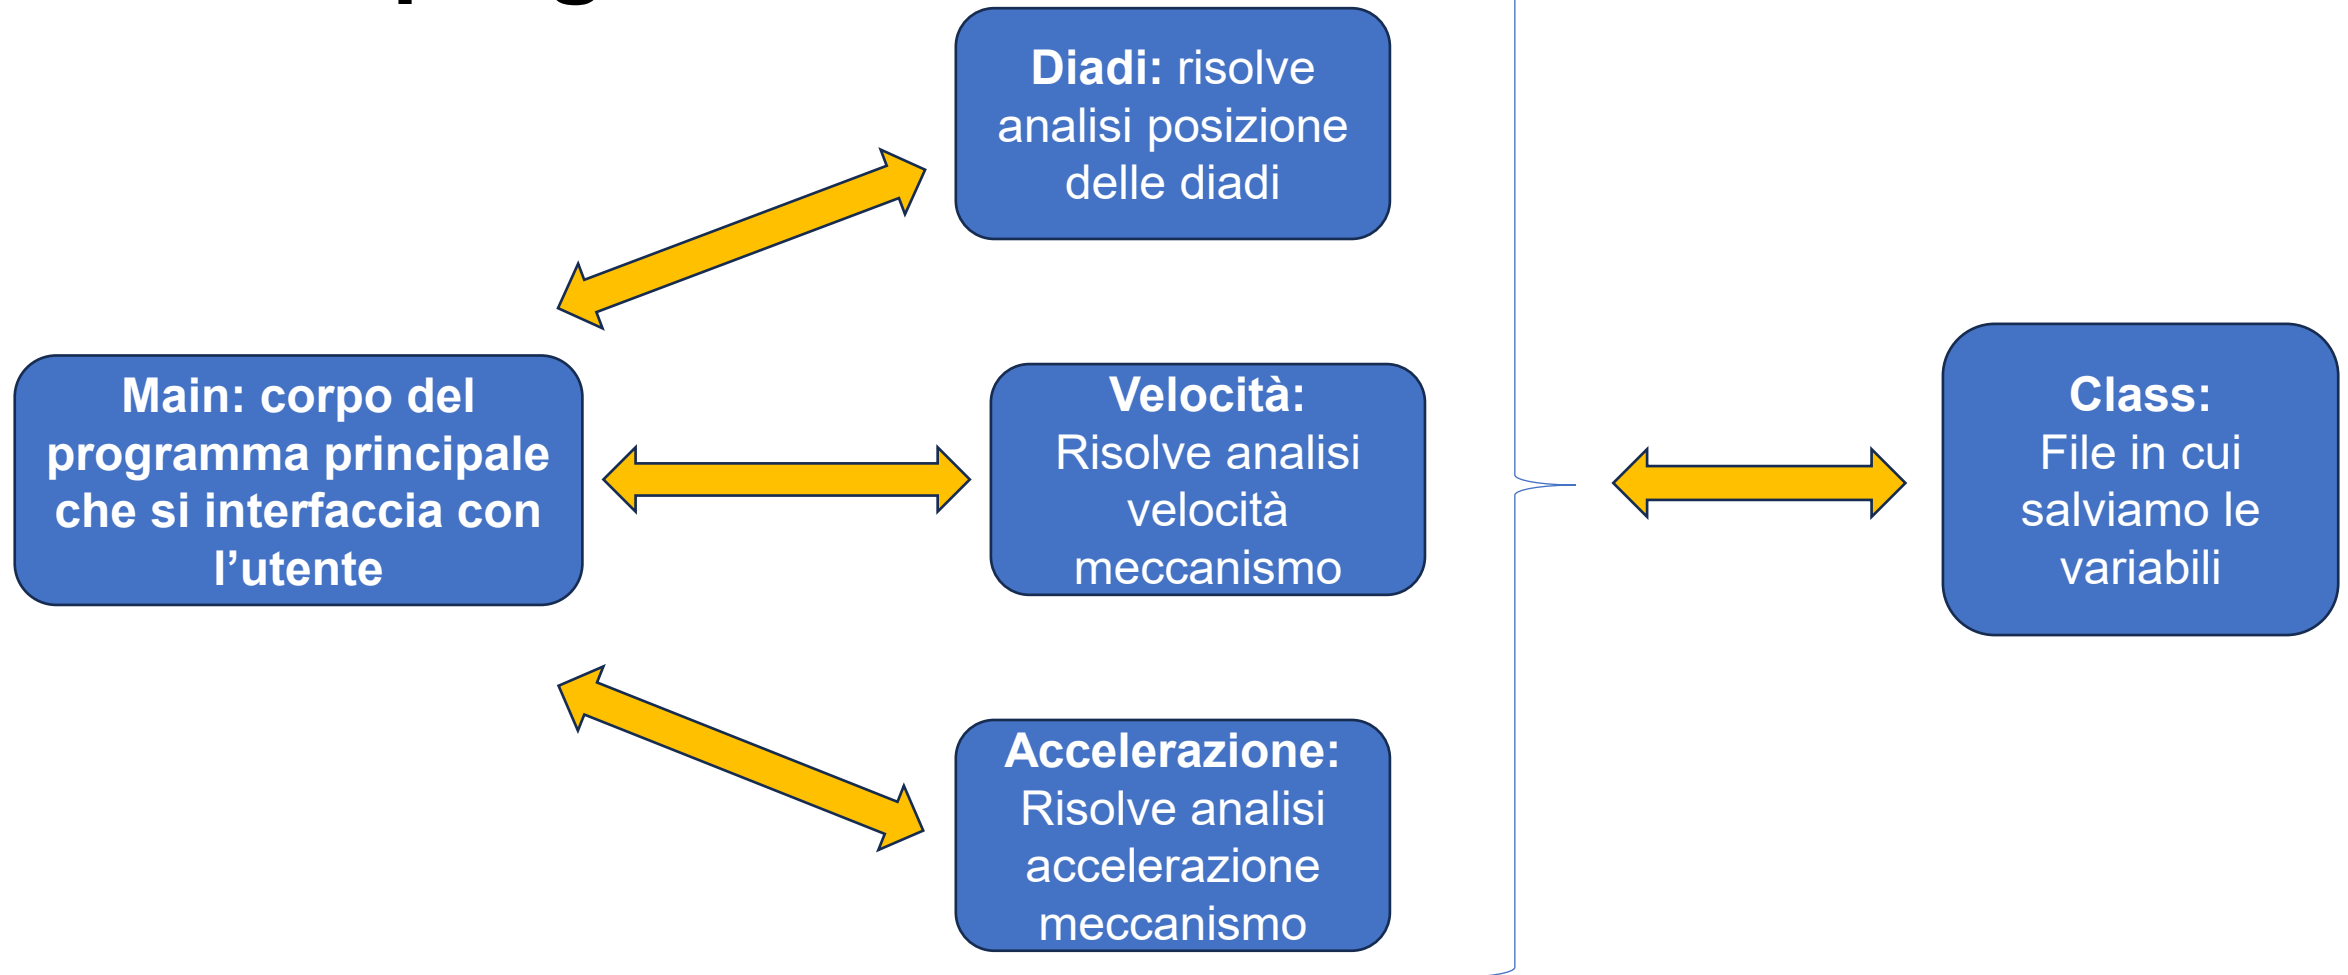 Main: corpo del
programma principale
che si interfaccia con
l’utente
Diadi: risolve
analisi posizione
delle diadi
Velocità:
Risolve analisi
velocità
meccanismo
Accelerazione:
Risolve analisi
accelerazione
meccanismo
Class:
File in cui
salviamo le
variabili